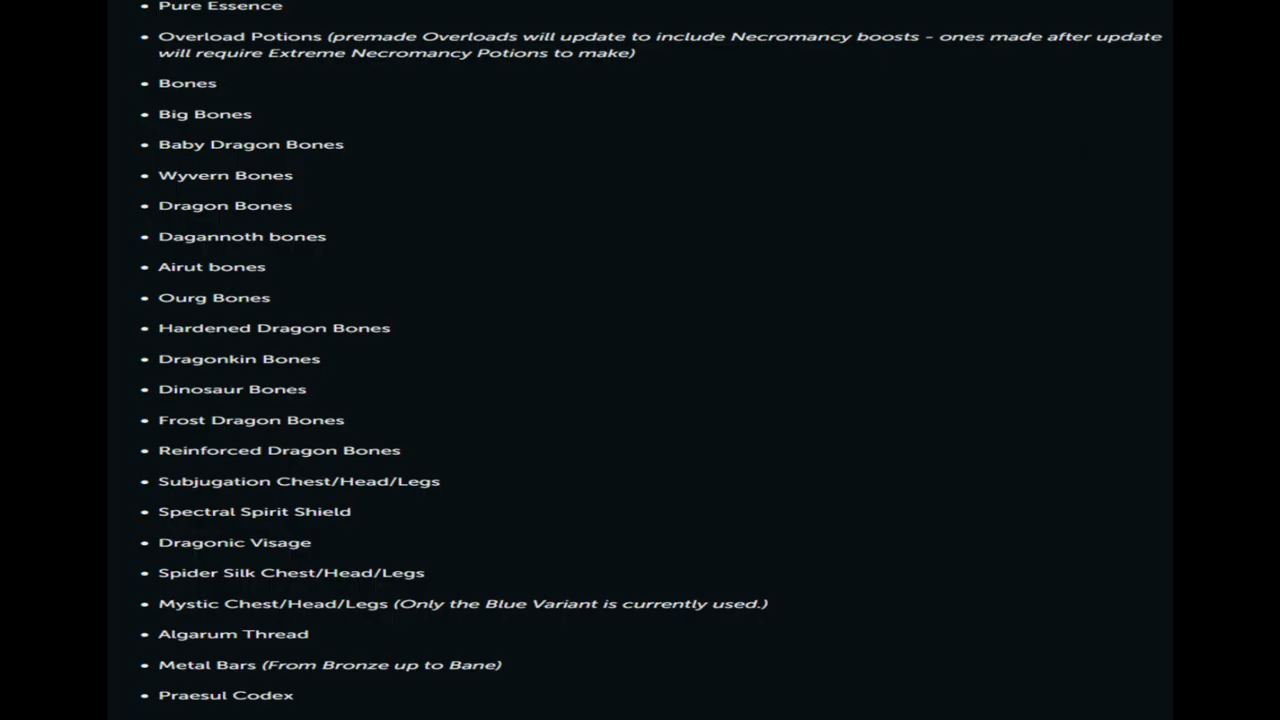 • Pure Essence
• Overload Potions (premade Overloads will update to include Necromancy boosts - ones made after update
will require Extreme Necromancy Potions to make)
• Bones
• Big Bones
• Baby Dragon Bones
• Wyvern Bones
• Dragon Bones
• Dagannoth bones
• Airut bones
• Ourg Bones
• Hardened Dragon Bones
• Dragonkin Bones
• Dinosaur Bones
• Frost Dragon Bones
• Reinforced Dragon Bones
• Subjugation Chest/Head/Legs
• Spectral Spirit Shield
• Dragonic Visage
• Spider Silk Chest/Head/Legs
• Mystic Chest/Head/Legs (Only the Blue Variant is currently used.)
• Algarum Thread
• Metal Bars (From Bronze up to Bane)
• Praesul Codex